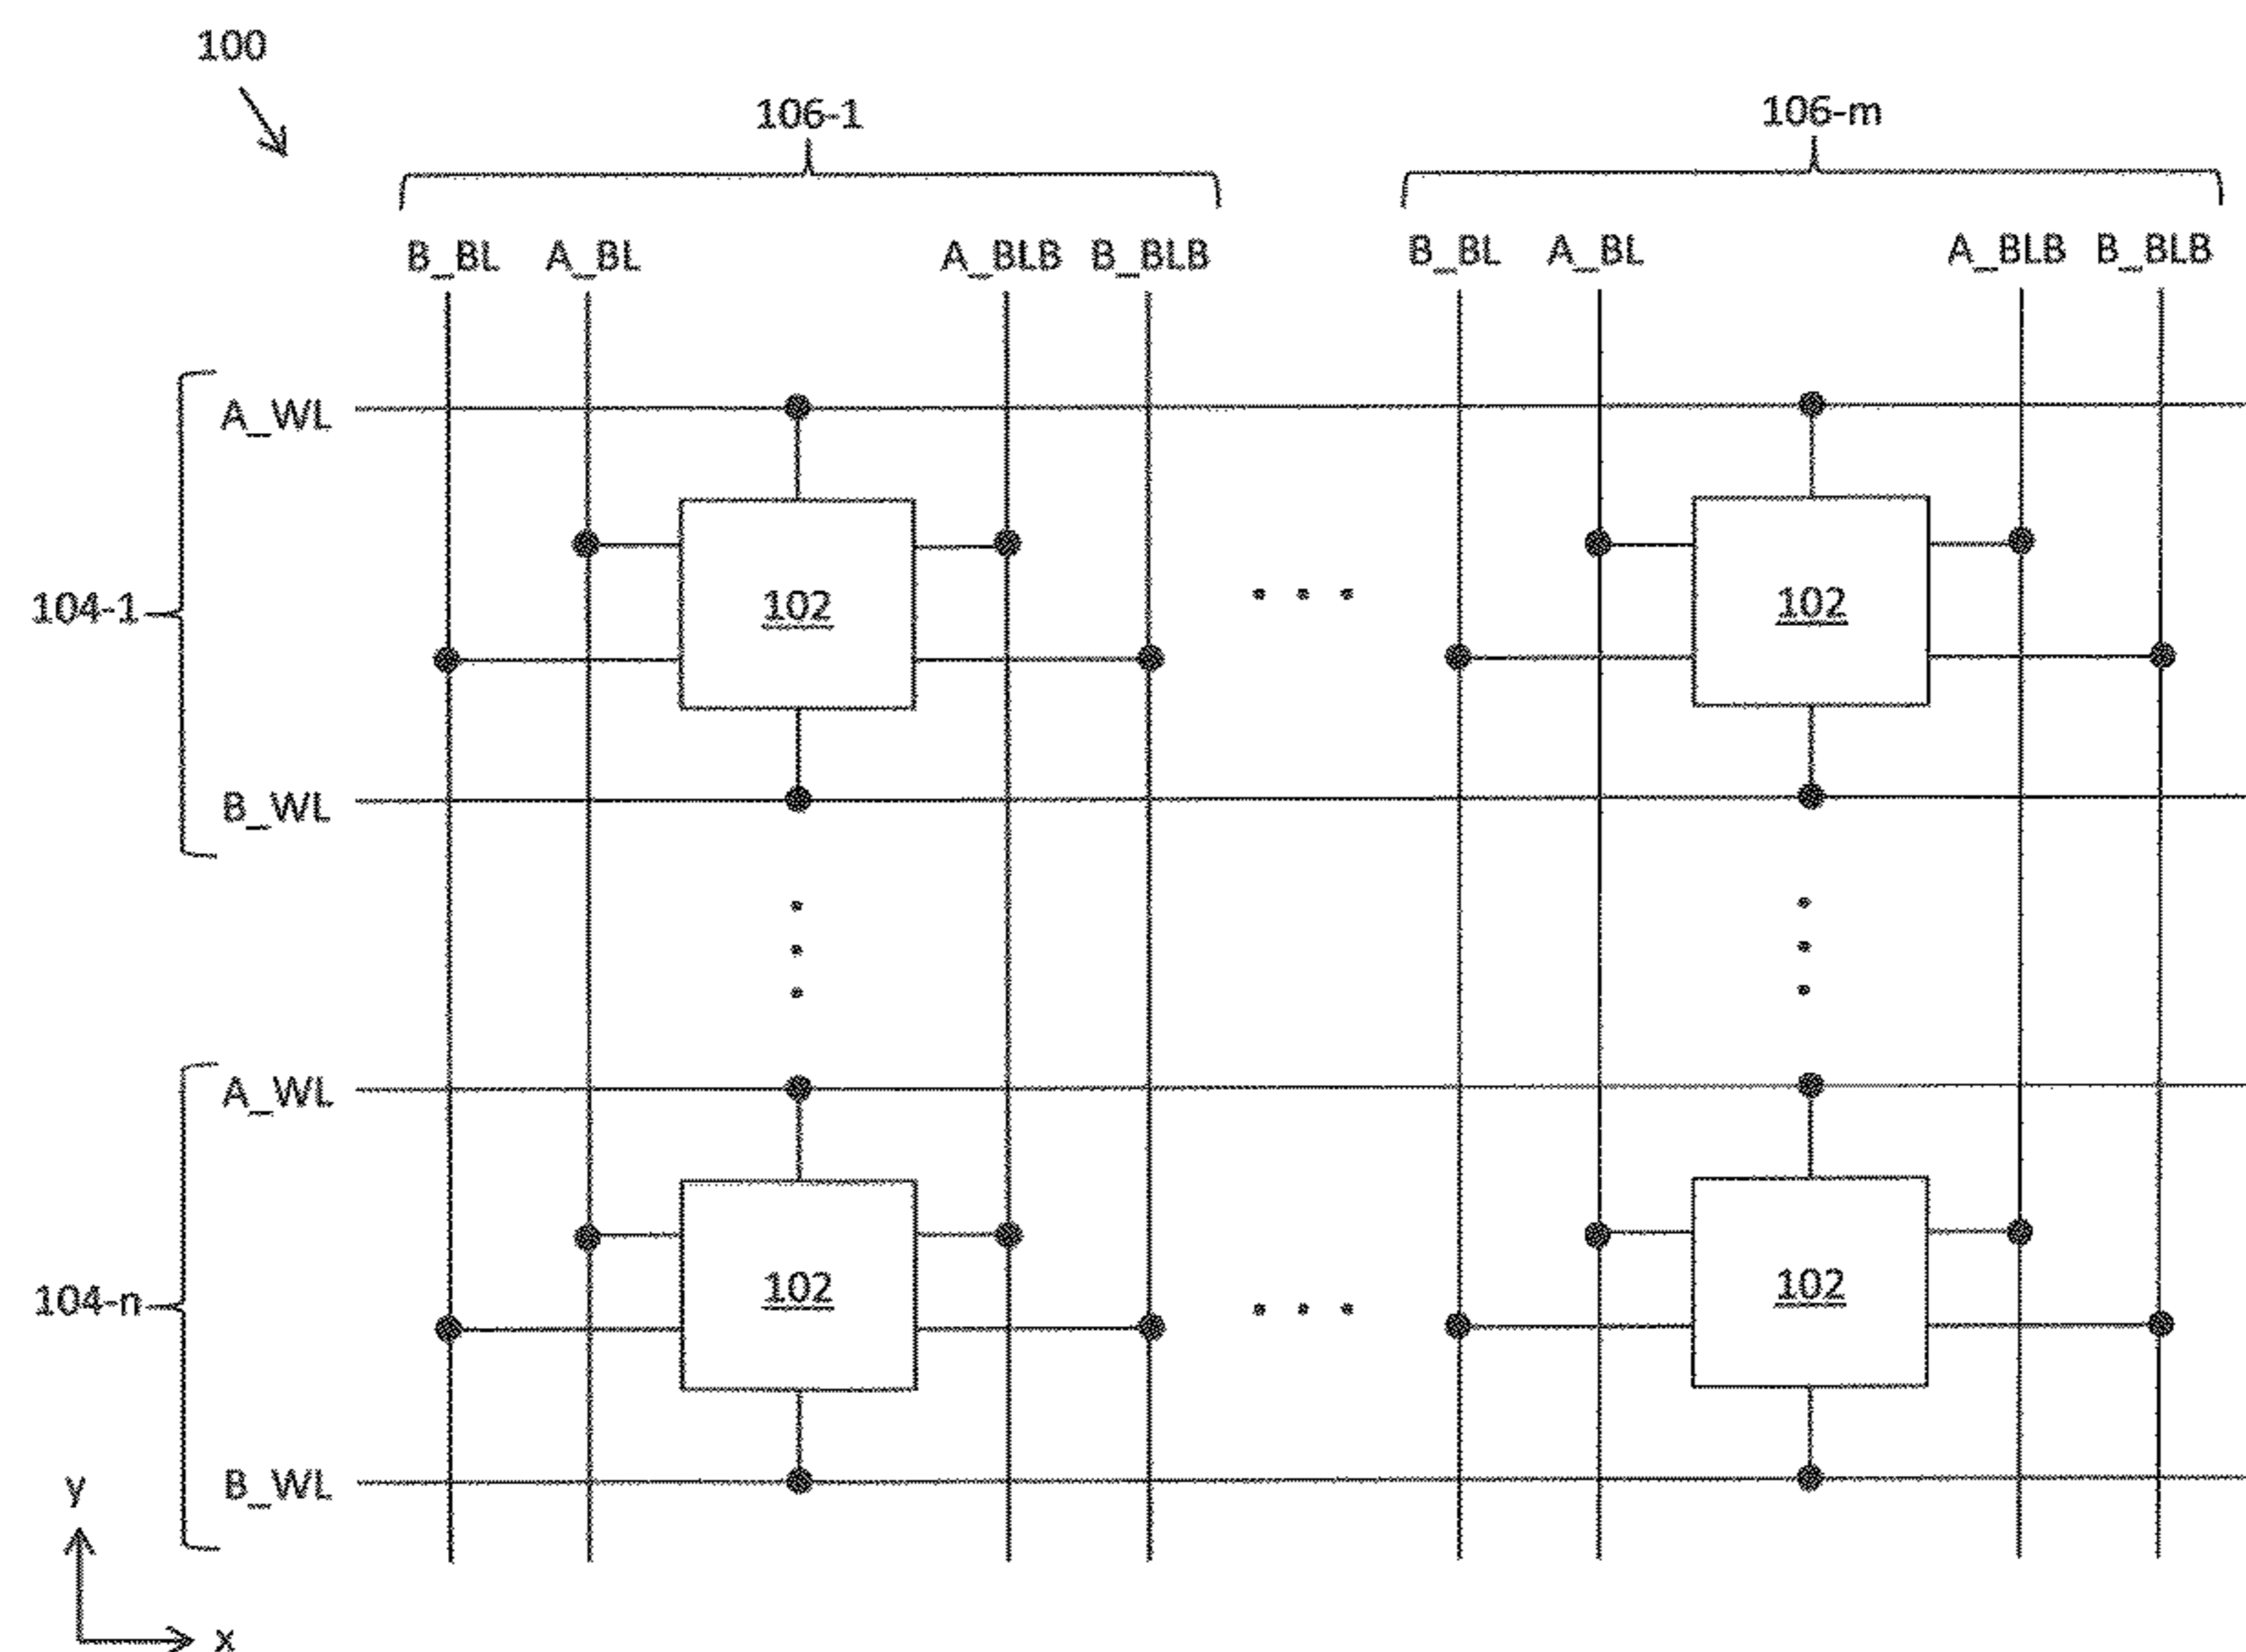 100
106-1 106-m
B_BL A_BL A_BLB B_BLB B_BL A_BL A_BLB B_BLB
A_WL
104-1 102 102
B_WL
A_WL
104-n 102 102
B_WL
y
x